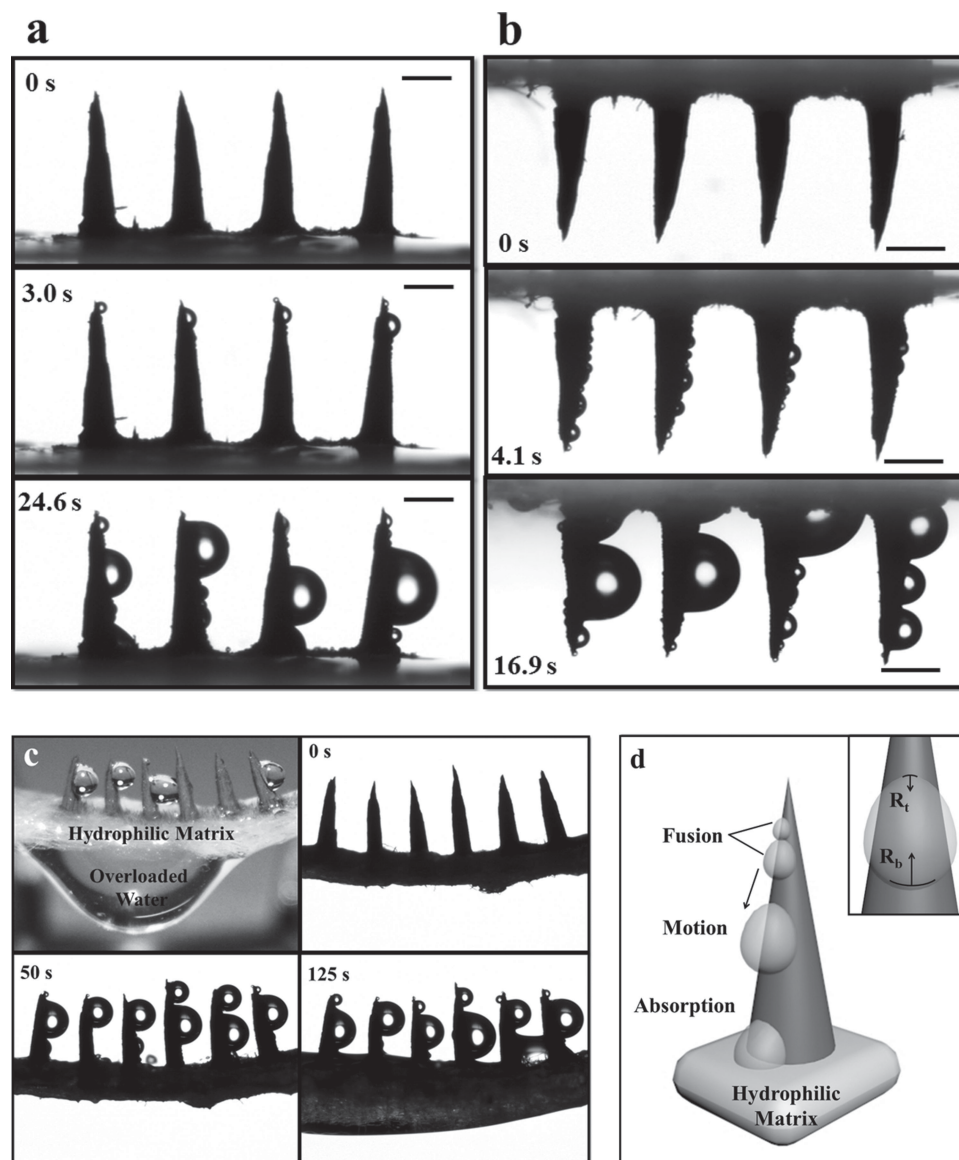 a
0 s
3.0 s
24.6 s
b
0 s
4.1 s
16.9 s
c
Hydrophilic Matrix
Overloaded
Water
0 s
50 s
125 s
d
Fusion
Motion
Absorption
Hydrophilic
Matrix
Rt
Rb